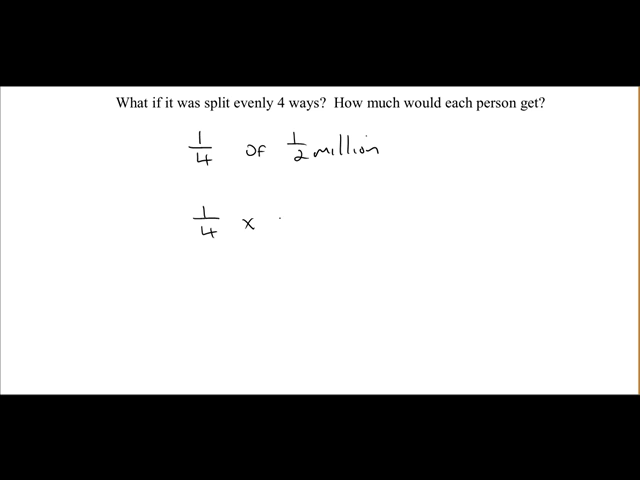 What if it was split evenly 4 ways? How much would each person get?
1/4 of 1/2 million
1/4 x